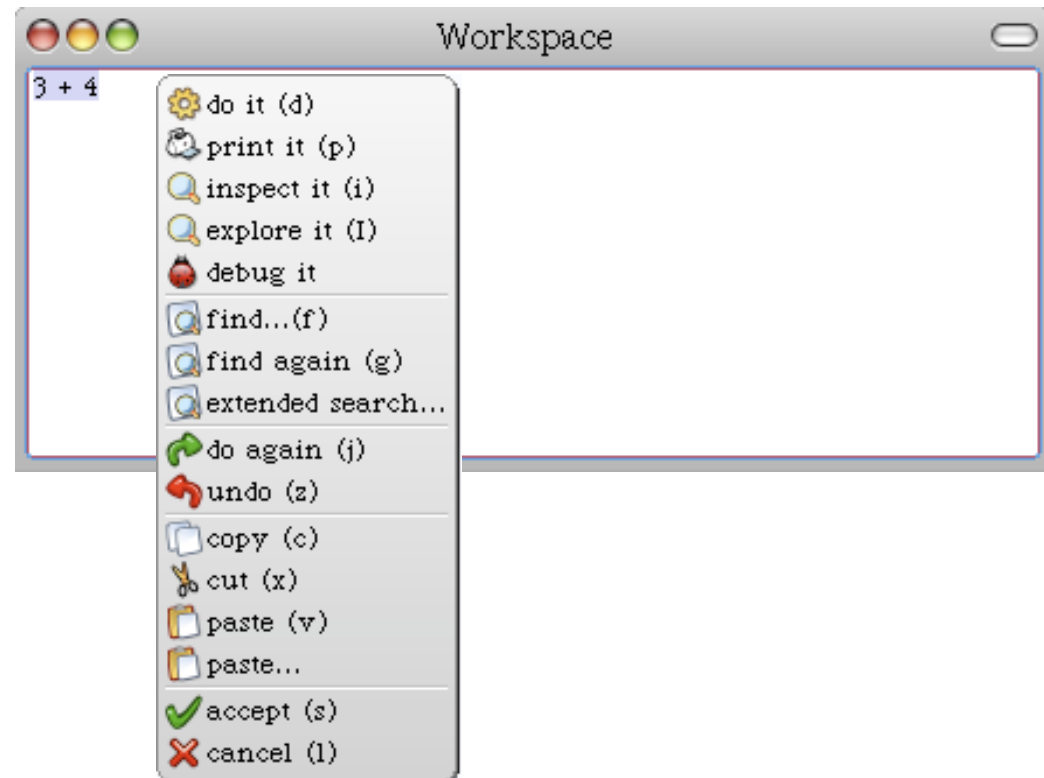 Workspace
3 + 4
do it (d)
print it (p)
inspect it (i)
explore it (I)
debug it
find...(f)
find again (g)
extended search...
do again (j)
undo (z)
copy (c)
cut (x)
paste (v)
paste...
accept (s)
cancel (l)